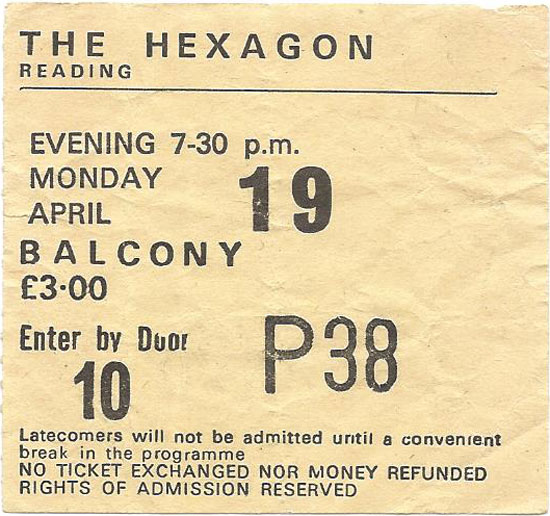 THE HEXAGON
READING
EVENING 7-30 p.m.
MONDAY 19
APRIL
BALCONY
£3·00
Enter by Door P38
10
Latecomers will not be admitted until a convenient
break in the programme
NO TICKET EXCHANGED NOR MONEY REFUNDED
RIGHTS OF ADMISSION RESERVED